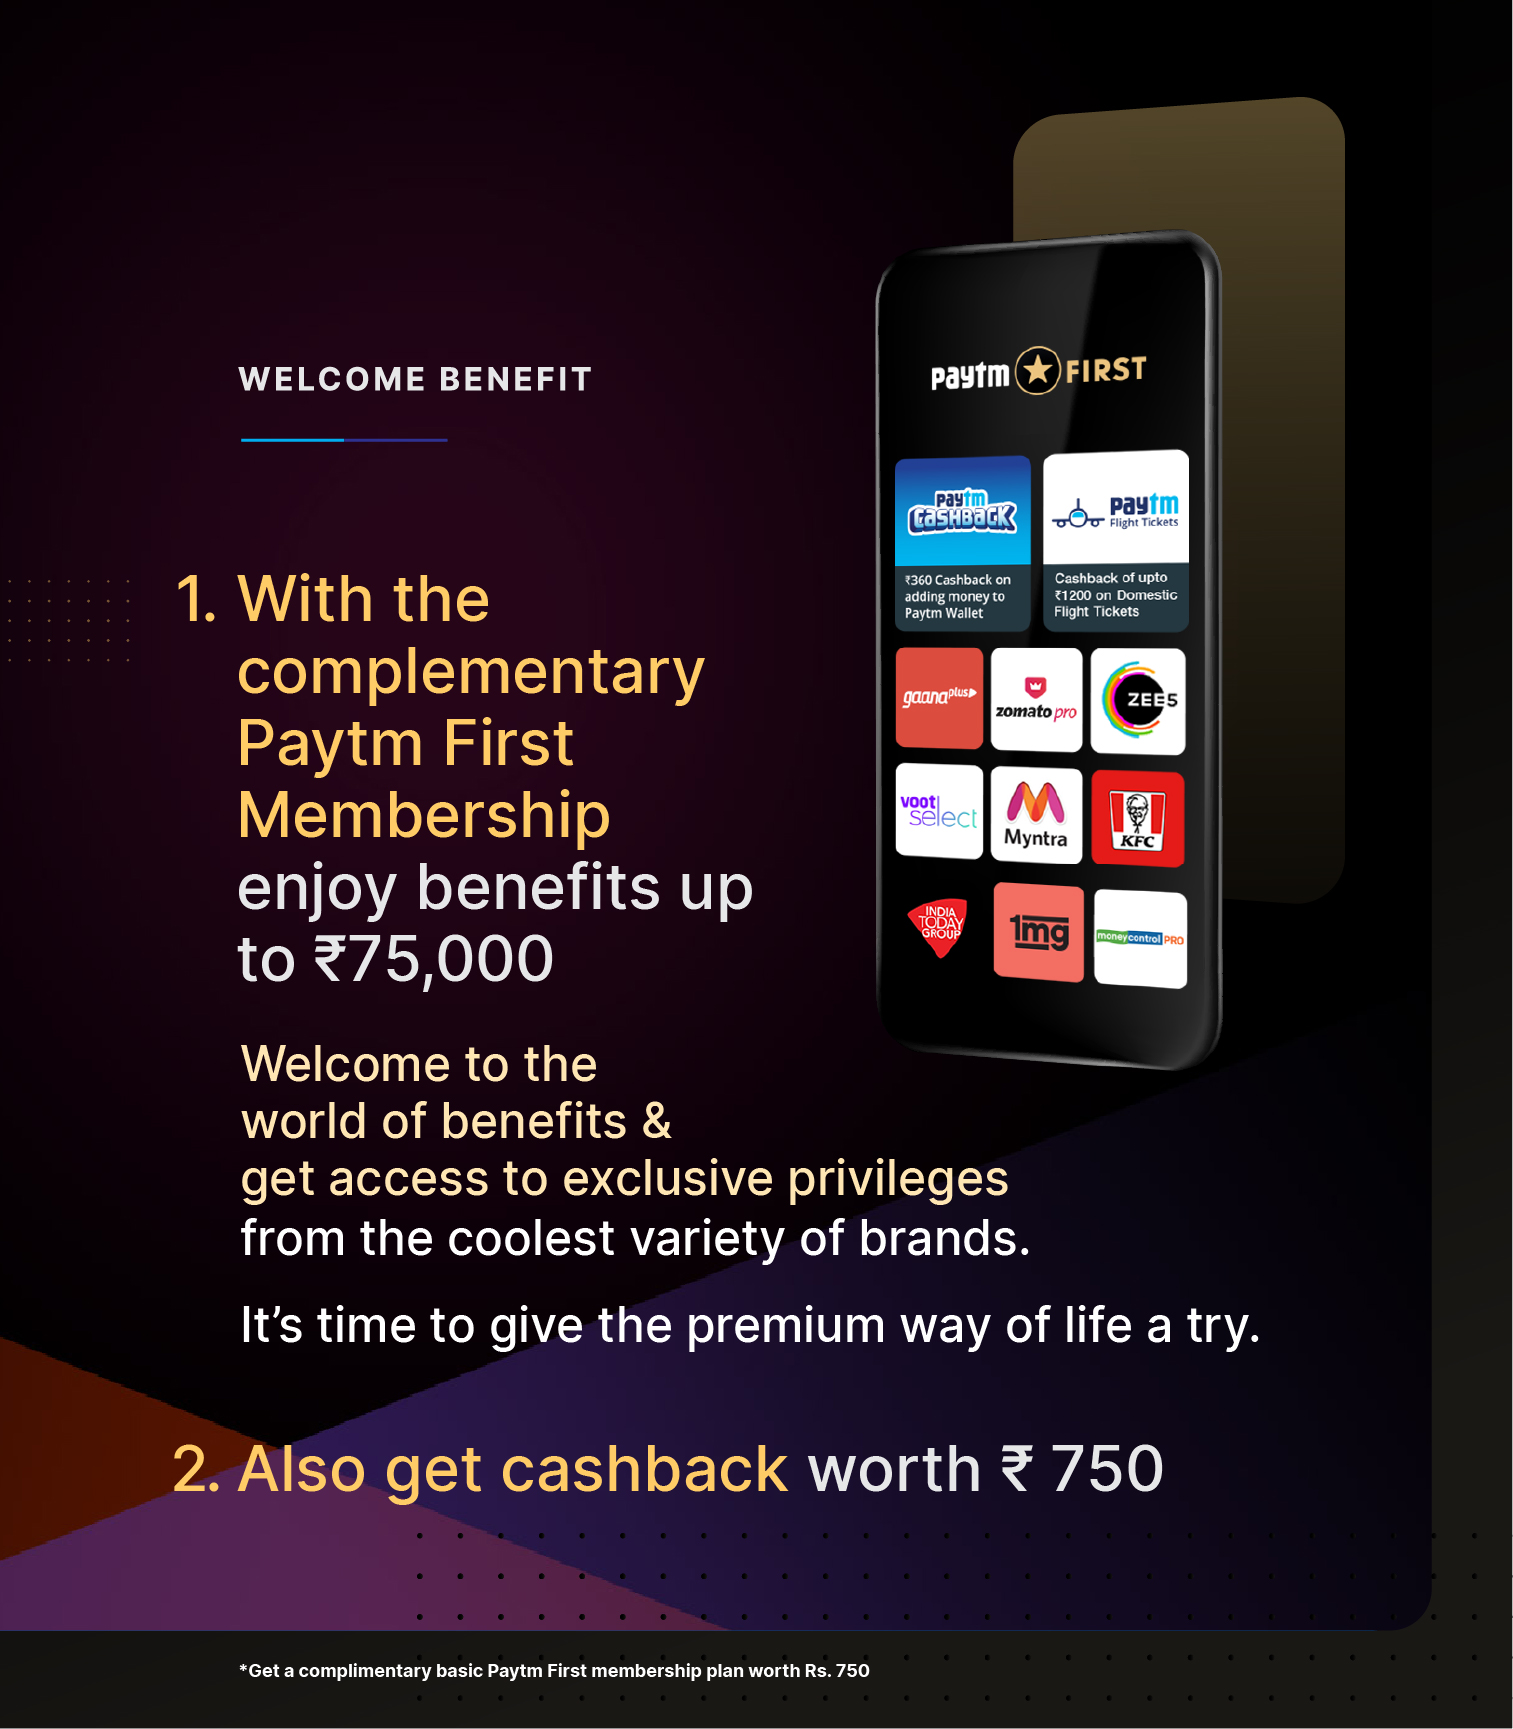 WELCOME BENEFIT
1. With the
complementary
Paytm First
Membership
enjoy benefits up
to ₹75,000
Welcome to the
world of benefits &
get access to exclusive privileges
from the coolest variety of brands.
It's time to give the premium way of life a try.
2. Also get cashback worth ₹ 750
*Get a complimentary basic Paytm First membership plan worth Rs. 750
paytm FIRST
paytm
CASHBACK
₹360 Cashback on
adding money to
Paytm Wallet
paytm
Flight Tickets
Cashback of upto
₹1200 on Domestic
Flight Tickets
gaana plus
zomato pro
ZEE5
voot
select
Myntra
KFC
INDIA
TODAY
GROUP
1mg
moneycontrol PRO